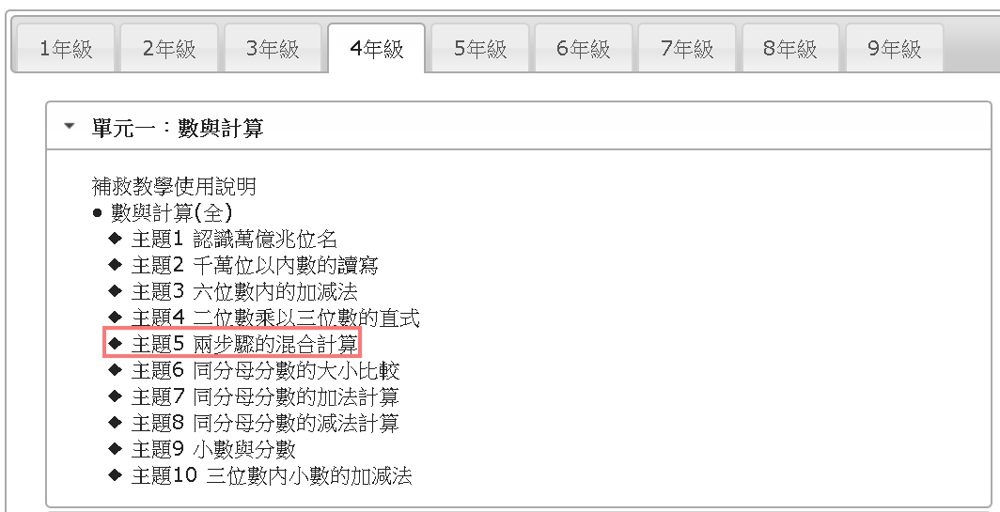 1年級 2年級 3年級 4年級 5年級 6年級 7年級 8年級 9年級
單元一：數與計算
補救教學使用說明
● 數與計算(全)
◆ 主題1 認識萬億兆位名
◆ 主題2 千萬位以內數的讀寫
◆ 主題3 六位數內的加減法
◆ 主題4 二位數乘以三位數的直式
◆ 主題5 兩步驟的混合計算
◆ 主題6 同分母分數的大小比較
◆ 主題7 同分母分數的加法計算
◆ 主題8 同分母分數的減法計算
◆ 主題9 小數與分數
◆ 主題10 三位數內小數的加減法